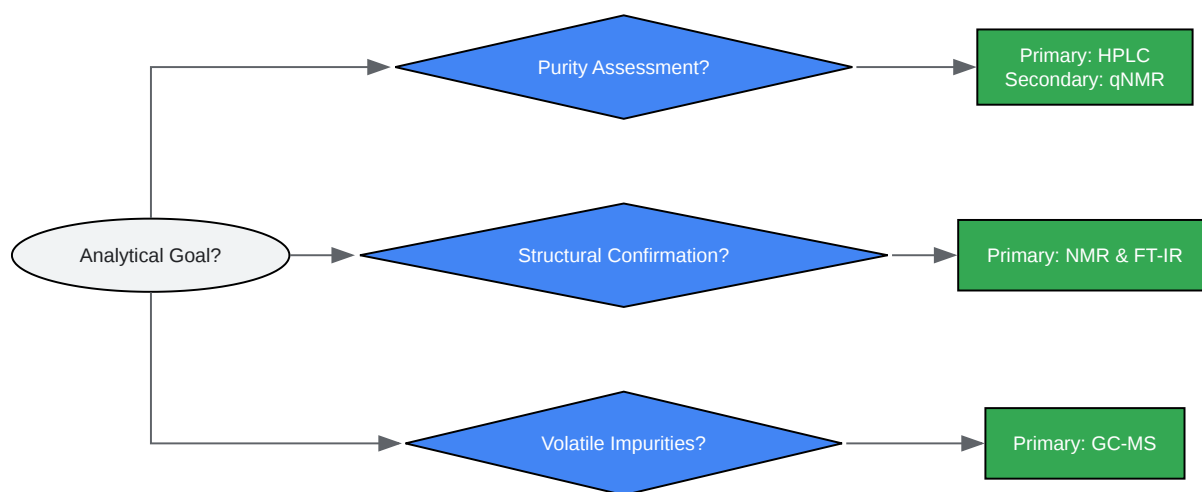 Purity Assessment?
Primary: HPLC
Secondary: qNMR
Analytical Goal?
Structural Confirmation?
Primary: NMR & FT-IR
Volatile Impurities?
Primary: GC-MS